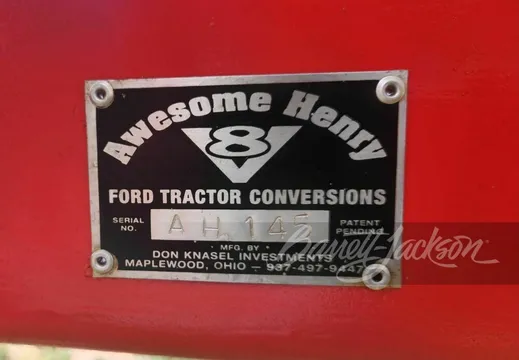 Awesome Henry
8
FORD TRACTOR CONVERSIONS
SERIAL NO. AH 145 PATENT PENDING
• MFG. BY •
DON KNASEL INVESTMENTS
MAPLEWOOD, OHIO – 937-497-9447
Barrett-Jackson